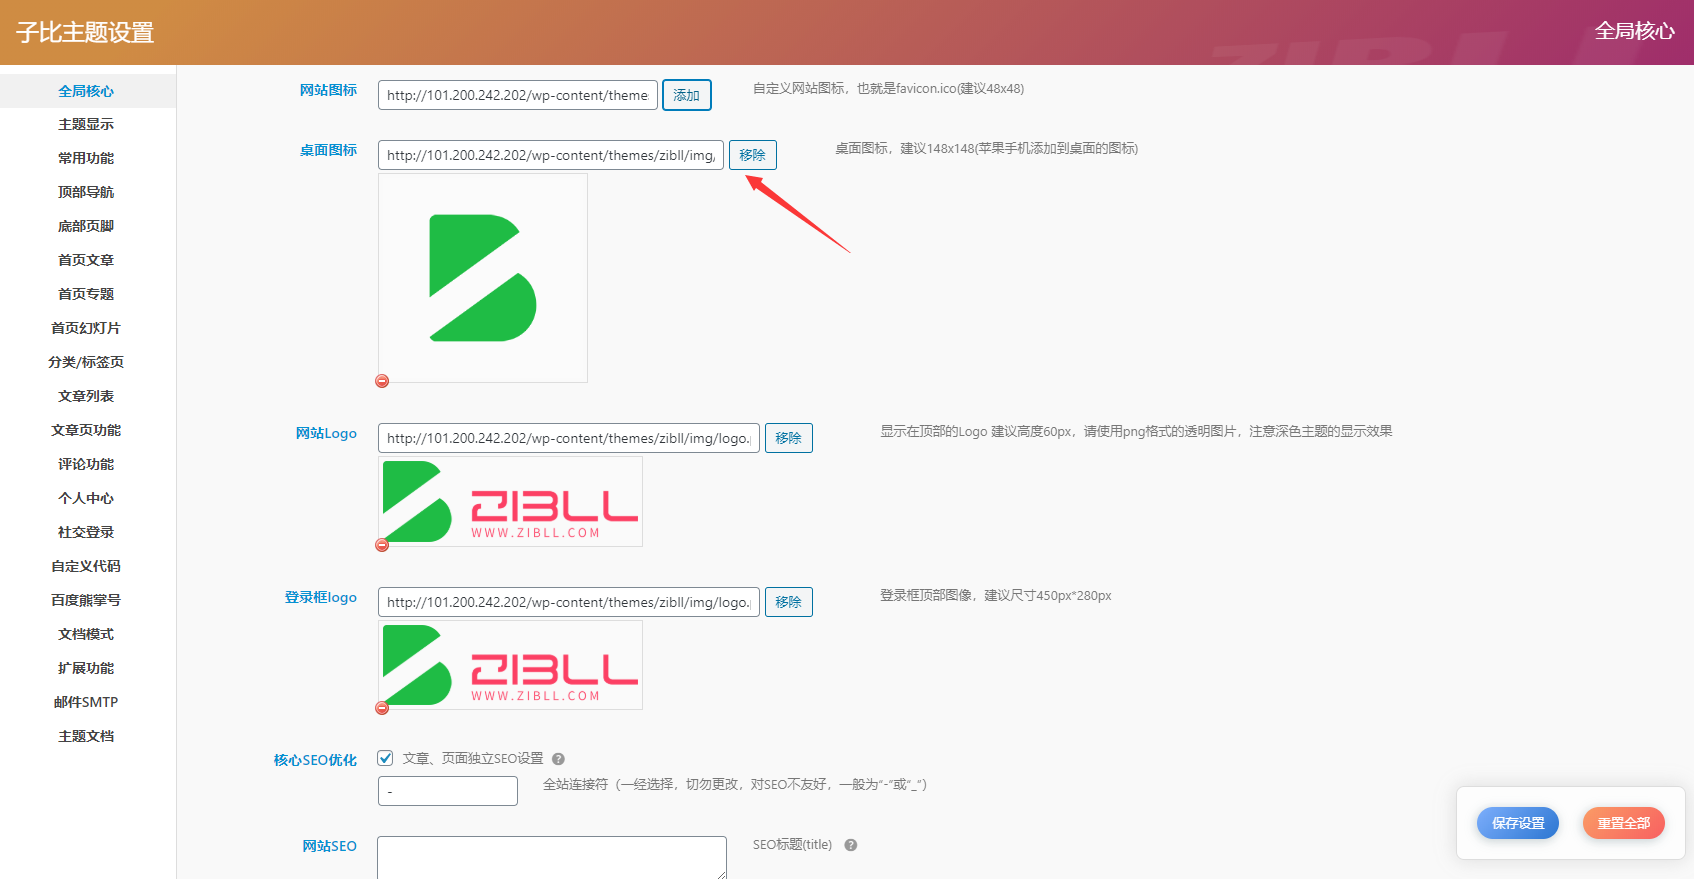 子比主题设置
全局核心
ZIBLL
全局核心
主题显示
常用功能
顶部导航
底部页脚
首页文章
首页专题
首页幻灯片
分类/标签页
文章列表
文章页功能
评论功能
个人中心
社交登录
自定义代码
百度熊掌号
文档模式
扩展功能
邮件SMTP
主题文档
网站图标 http://101.200.242.202/wp-content/theme 添加 自定义网站图标，也就是favicon.ico(建议48x48)
桌面图标 http://101.200.242.202/wp-content/themes/zibll/img/ 移除 桌面图标，建议148x148(苹果手机添加到桌面的图标)
网站Logo http://101.200.242.202/wp-content/themes/zibll/img/logo. 移除 显示在顶部的Logo 建议高度60px，请使用png格式的透明图片，注意深色主题的显示效果
ZIBLL
WWW.ZIBLL.COM
登录框logo http://101.200.242.202/wp-content/themes/zibll/img/logo. 移除 登录框顶部图像，建议尺寸450px*280px
ZIBLL
WWW.ZIBLL.COM
核心SEO优化 文章、页面独立SEO设置 ?
- 全站连接符（一经选择，切勿更改，对SEO不友好，一般为“-”或“_”）
网站SEO SEO标题(title) ?
保存设置 重置全部